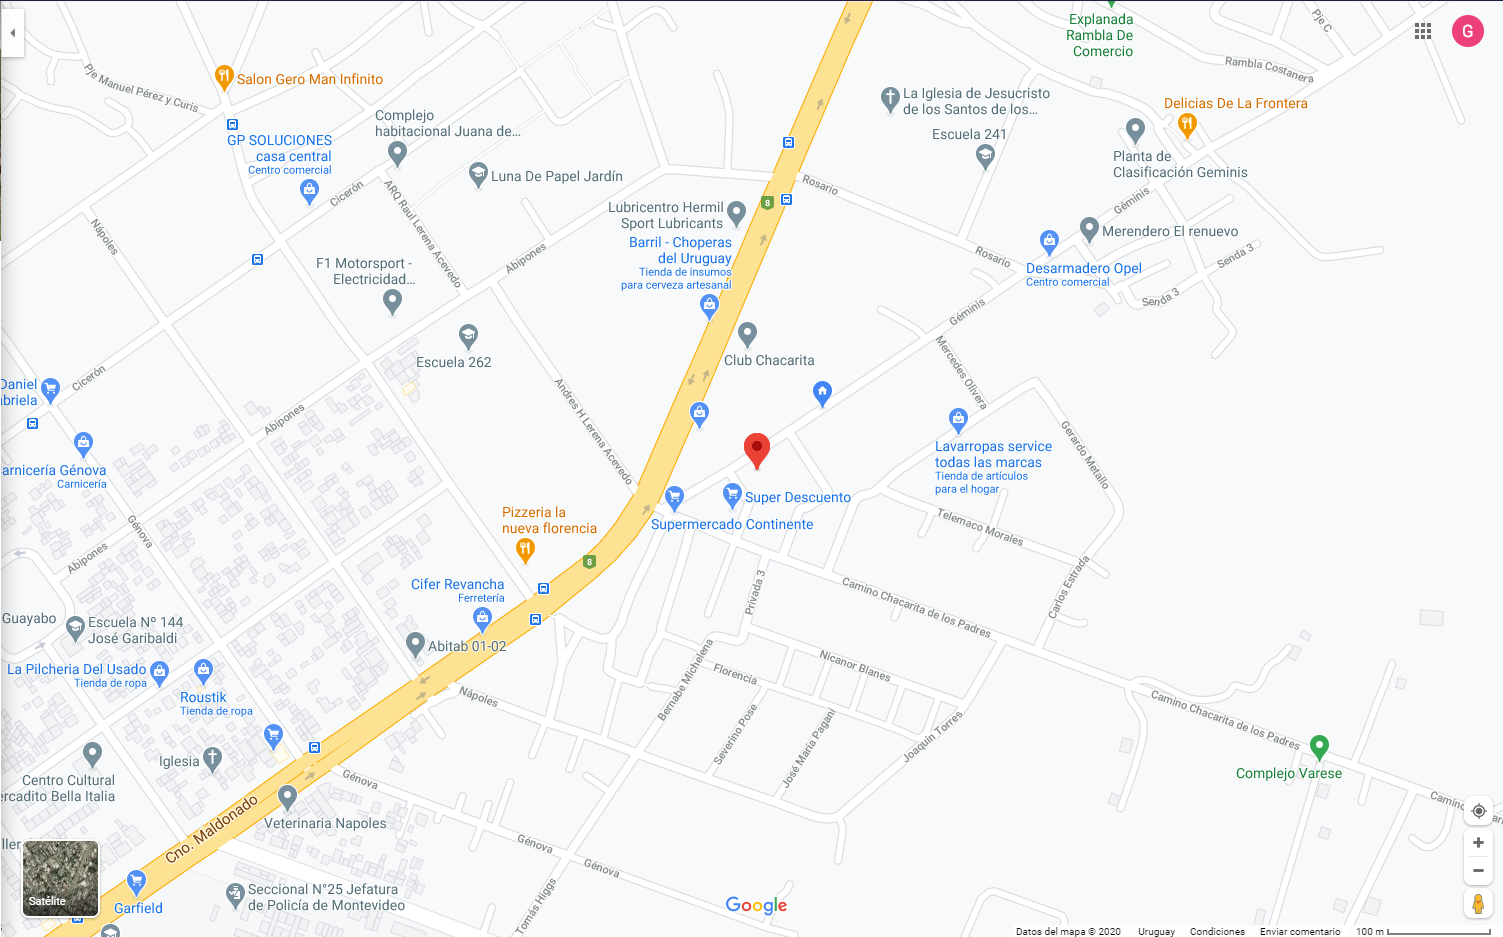 Explanada
Rambla De
Comercio
Pje C
G
Rambla Costanera
Pje Manuel Pérez y Curis
Salon Gero Man Infinito
La Iglesia de Jesucristo
de los Santos de los...
Delicias De La Frontera
Complejo
habitacional Juana de...
Escuela 241
GP SOLUCIONES
casa central
Centro comercial
Planta de
Clasificación Geminis
Luna De Papel Jardín
Cicerón
ARQ Raul Lerena Acevedo
Rosario
Géminis
Lubricentro Hermil
Sport Lubricants
8
Nápoles
Merendero El renuevo
Barril - Choperas
del Uruguay
Tienda de insumos
para cerveza artesanal
Abipones
Rosario
Senda 3
F1 Motorsport -
Electricidad...
Desarmadero Opel
Centro comercial
Senda 3
Géminis
Escuela 262
Club Chacarita
Mercedes Olivera
Cicerón
Daniel
abriela
Andres H Lerena Acevedo
Abipones
Gerardo Metallo
Lavarropas service
todas las marcas
Tienda de artículos
para el hogar
arnicería Génova
Carnicería
Super Descuento
Supermercado Continente
Pizzeria la
nueva florencia
Génova
Telemaco Morales
Abipones
8
Privada 3
Camino Chacarita de los Padres
Carlos Estrada
Cifer Revancha
Ferretería
Guayabo
Escuela Nº 144
José Garibaldi
Abitab 01-02
La Pilcheria Del Usado
Tienda de ropa
Roustik
Tienda de ropa
Bernabe Michelena
Florencia
Nicanor Blanes
Nápoles
Camino Chacarita de los Padres
Severino Pose
José María Pagani
Joaquin Torres
Iglesia
Complejo Varese
Centro Cultural
ercadito Bella Italia
Génova
Veterinaria Napoles
Cno. Maldonado
Camino
ller
Génova
Génova
Satélite
Seccional N°25 Jefatura
de Policía de Montevideo
Garfield
Tomás Higgs
Google
Datos del mapa © 2020 Uruguay Condiciones Enviar comentario 100 m